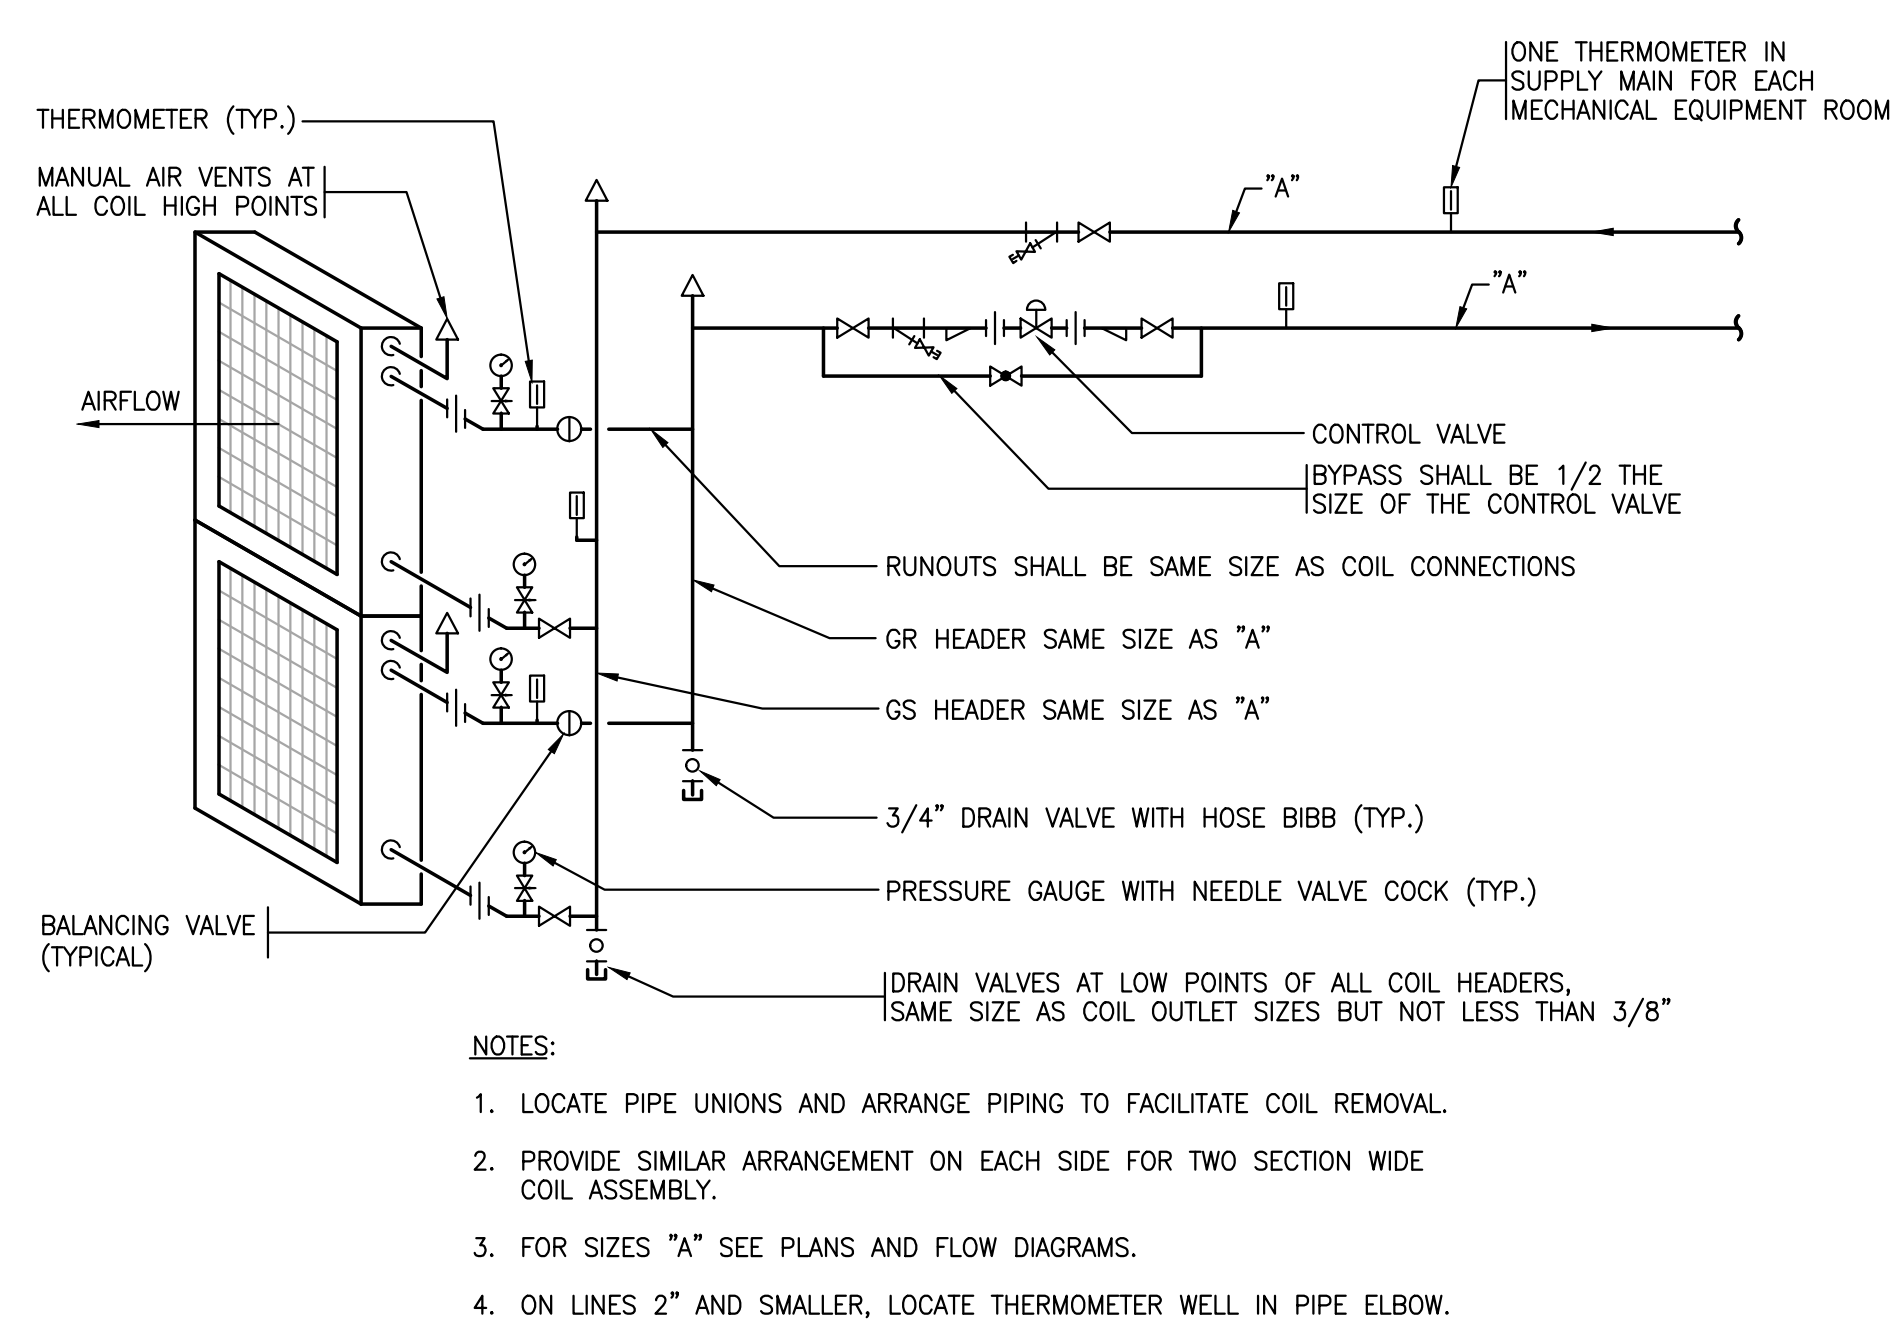 ONE THERMOMETER IN
SUPPLY MAIN FOR EACH
MECHANICAL EQUIPMENT ROOM
THERMOMETER (TYP.)
MANUAL AIR VENTS AT
ALL COIL HIGH POINTS
"A"
"A"
AIRFLOW
CONTROL VALVE
BYPASS SHALL BE 1/2 THE
SIZE OF THE CONTROL VALVE
RUNOUTS SHALL BE SAME SIZE AS COIL CONNECTIONS
GR HEADER SAME SIZE AS "A"
GS HEADER SAME SIZE AS "A"
3/4" DRAIN VALVE WITH HOSE BIBB (TYP.)
PRESSURE GAUGE WITH NEEDLE VALVE COCK (TYP.)
BALANCING VALVE
(TYPICAL)
DRAIN VALVES AT LOW POINTS OF ALL COIL HEADERS,
SAME SIZE AS COIL OUTLET SIZES BUT NOT LESS THAN 3/8"
NOTES:
1. LOCATE PIPE UNIONS AND ARRANGE PIPING TO FACILITATE COIL REMOVAL.
2. PROVIDE SIMILAR ARRANGEMENT ON EACH SIDE FOR TWO SECTION WIDE
COIL ASSEMBLY.
3. FOR SIZES "A" SEE PLANS AND FLOW DIAGRAMS.
4. ON LINES 2" AND SMALLER, LOCATE THERMOMETER WELL IN PIPE ELBOW.